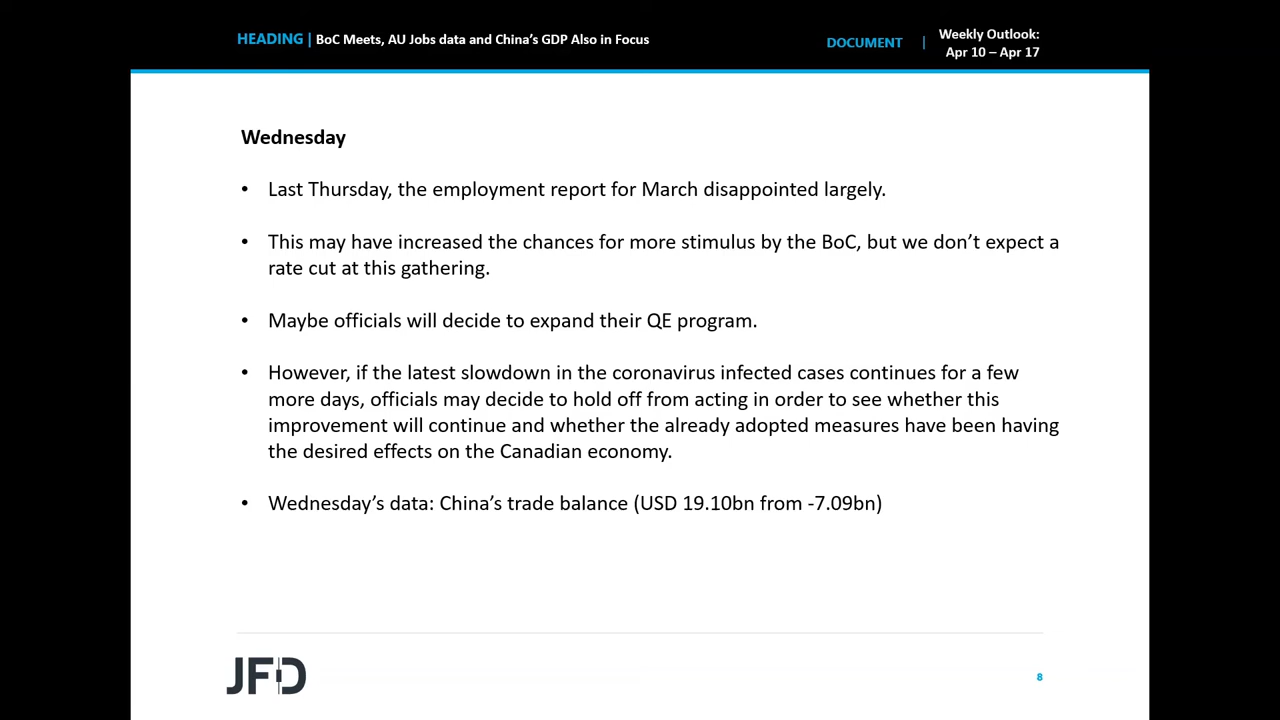 HEADING | BoC Meets, AU Jobs data and China's GDP Also in Focus
DOCUMENT | Weekly Outlook:
Apr 10 – Apr 17
Wednesday
• Last Thursday, the employment report for March disappointed largely.
• This may have increased the chances for more stimulus by the BoC, but we don't expect a
rate cut at this gathering.
• Maybe officials will decide to expand their QE program.
• However, if the latest slowdown in the coronavirus infected cases continues for a few
more days, officials may decide to hold off from acting in order to see whether this
improvement will continue and whether the already adopted measures have been having
the desired effects on the Canadian economy.
• Wednesday's data: China's trade balance (USD 19.10bn from -7.09bn)
JFD
8